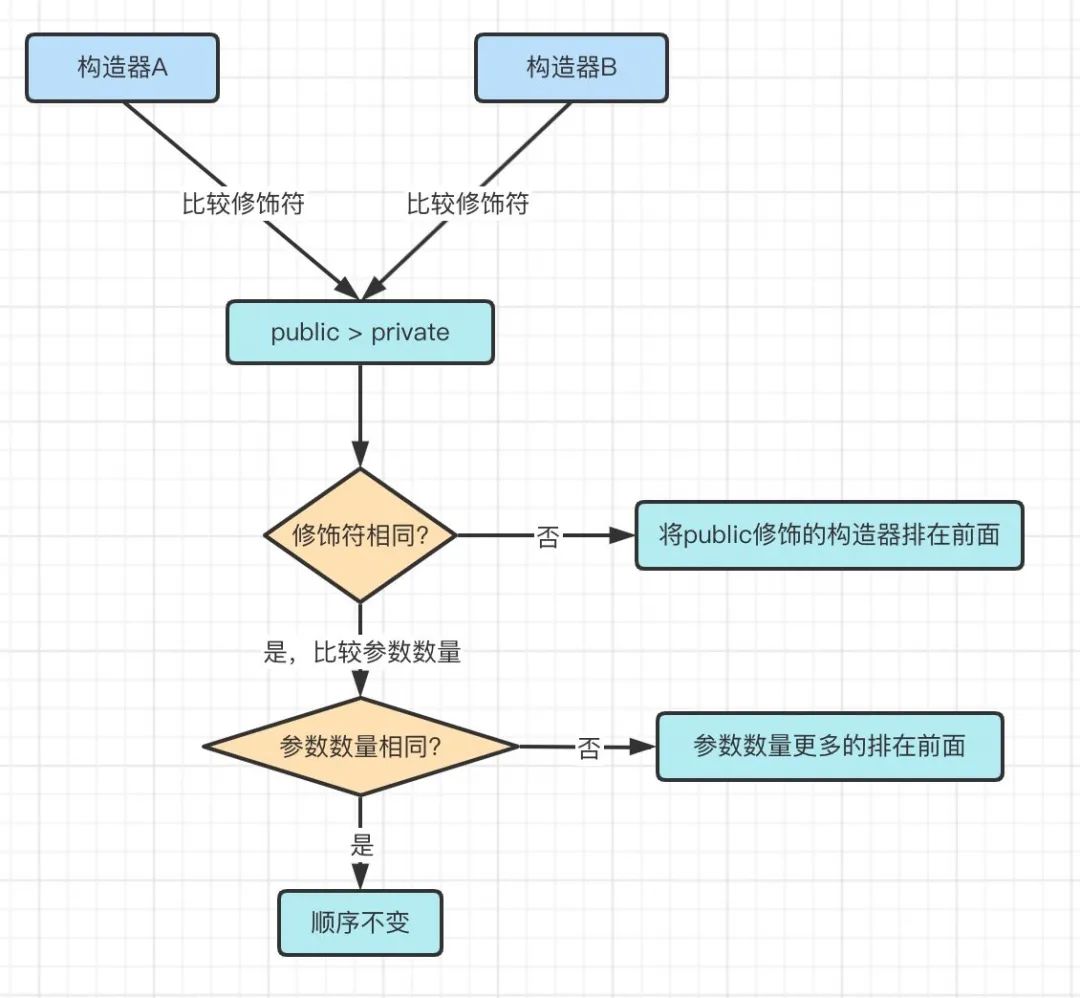 构造器A
构造器B
比较修饰符
比较修饰符
public > private
修饰符相同?
否
将public修饰的构造器排在前面
是，比较参数数量
参数数量相同?
否
参数数量更多的排在前面
是
顺序不变